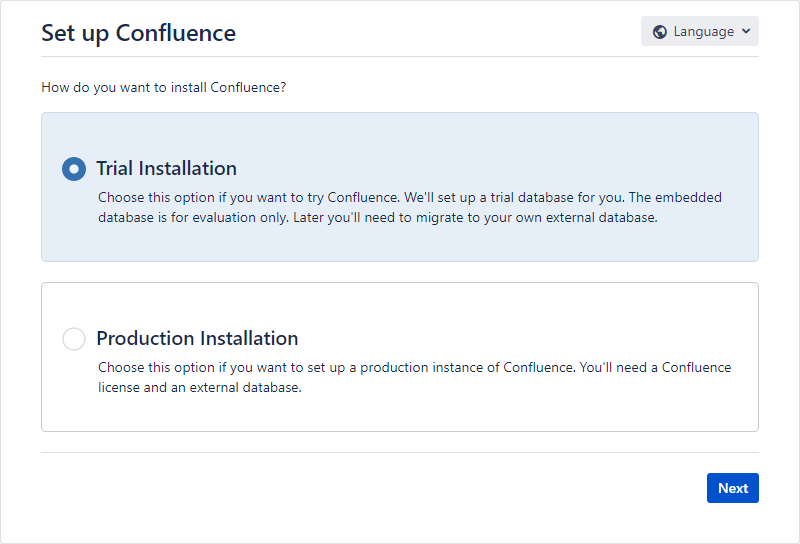 Set up Confluence
Language
How do you want to install Confluence?
Trial Installation
Choose this option if you want to try Confluence. We'll set up a trial database for you. The embedded
database is for evaluation only. Later you'll need to migrate to your own external database.
Production Installation
Choose this option if you want to set up a production instance of Confluence. You'll need a Confluence
license and an external database.
Next